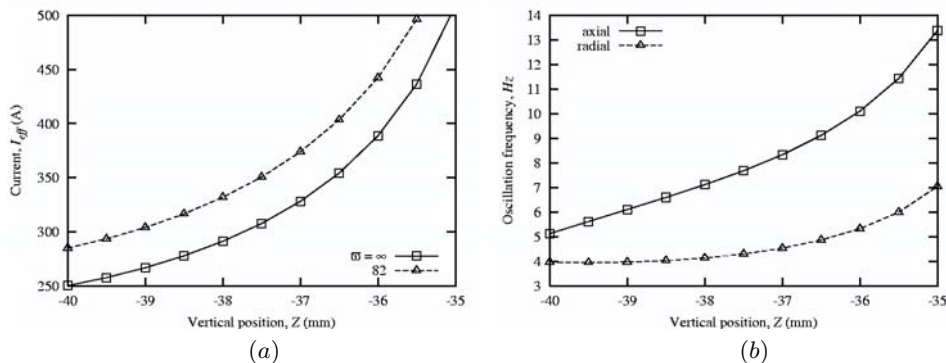 500
450
400
350
300
250
Current, I_eff (A)
ϖ = ∞
82
-40 -39 -38 -37 -36 -35
Vertical position, Z (mm)
(a)
14
13
12
11
10
9
8
7
6
5
4
3
Oscillation frequency, Hz
axial
radial
-40 -39 -38 -37 -36 -35
Vertical position, Z (mm)
(b)